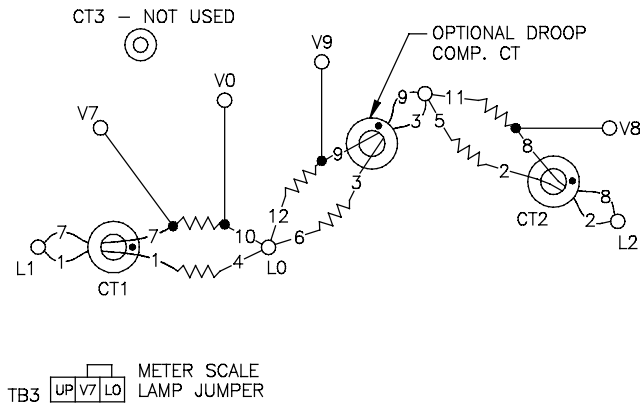 CT3 - NOT USED
OPTIONAL DROOP
COMP. CT
V9
V0
V7
9
11
3
5
V8
9
8
3
2
8
12
6
2
CT2
L2
7
7
10
1
1
4
L0
L1
CT1
METER SCALE
LAMP JUMPER
TB3 UP V7 L0